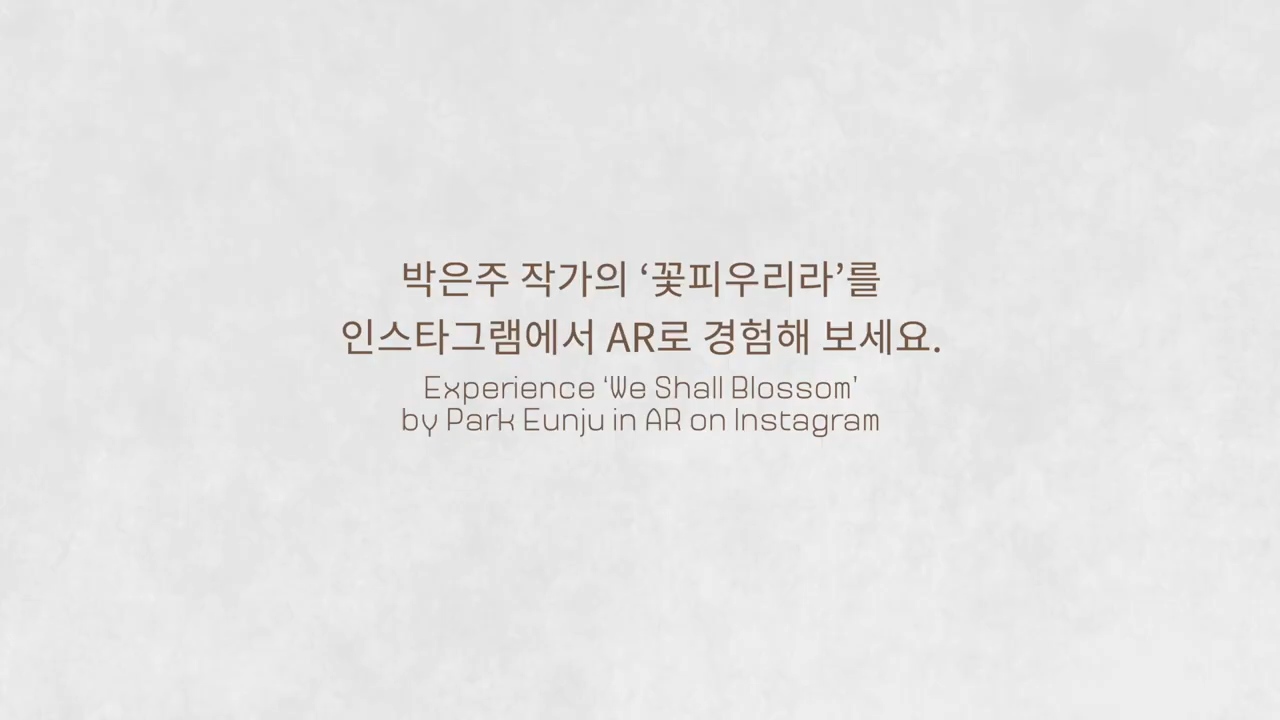 박은주 작가의 ‘꽃피우리라’를
인스타그램에서 AR로 경험해 보세요.
Experience ‘We Shall Blossom’
by Park Eunju in AR on Instagram